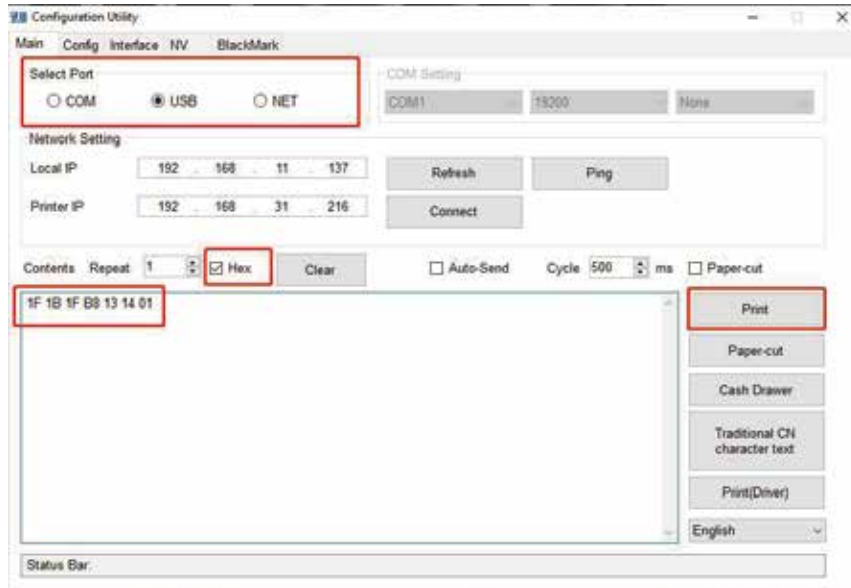 Configuration Utility
Main Config Interface NV BlackMark
Select Port
COM USB NET
COM Setting
COM1 19200 None
Network Setting
Local IP 192 . 168 . 11 . 137 Refresh Ping
Printer IP 192 . 168 . 31 . 216 Connect
Contents Repeat 1 Hex Clear Auto-Send Cycle 500 ms Paper-cut
1F 1B 1F B8 13 14 01
Print
Paper-cut
Cash Drawer
Traditional CN
character text
Print(Driver)
English
Status Bar: